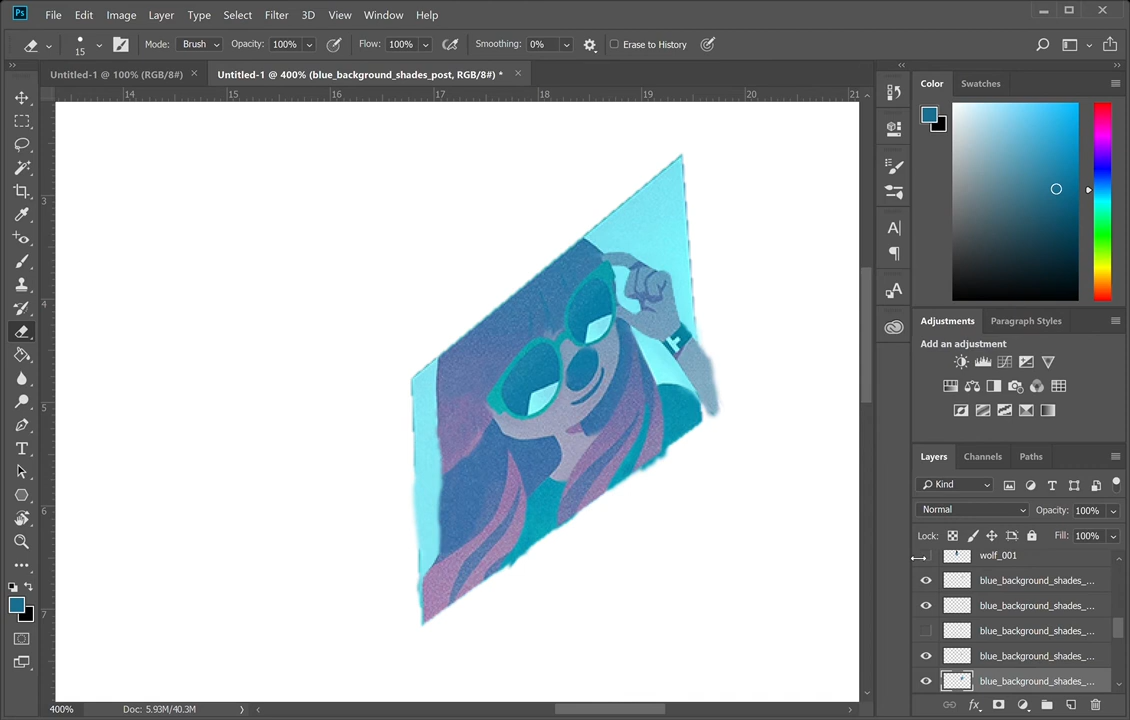 Ps File Edit Image Layer Type Select Filter 3D View Window Help
15 Mode: Brush Opacity: 100% Flow: 100% Smoothing: 0% Erase to History
Untitled-1 @ 100% (RGB/8#) × Untitled-1 @ 400% (blue_background_shades_post, RGB/8#) * ×
14 15 16 17 18 19 20 21
3
4
5
6
7
Color Swatches
Adjustments Paragraph Styles
Add an adjustment
Layers Channels Paths
Kind
Normal Opacity: 100%
Lock: Fill: 100%
wolf_001
blue_background_shades_...
blue_background_shades_...
blue_background_shades_...
blue_background_shades_...
blue_background_shades_...
400% Doc: 5.93M/40.3M